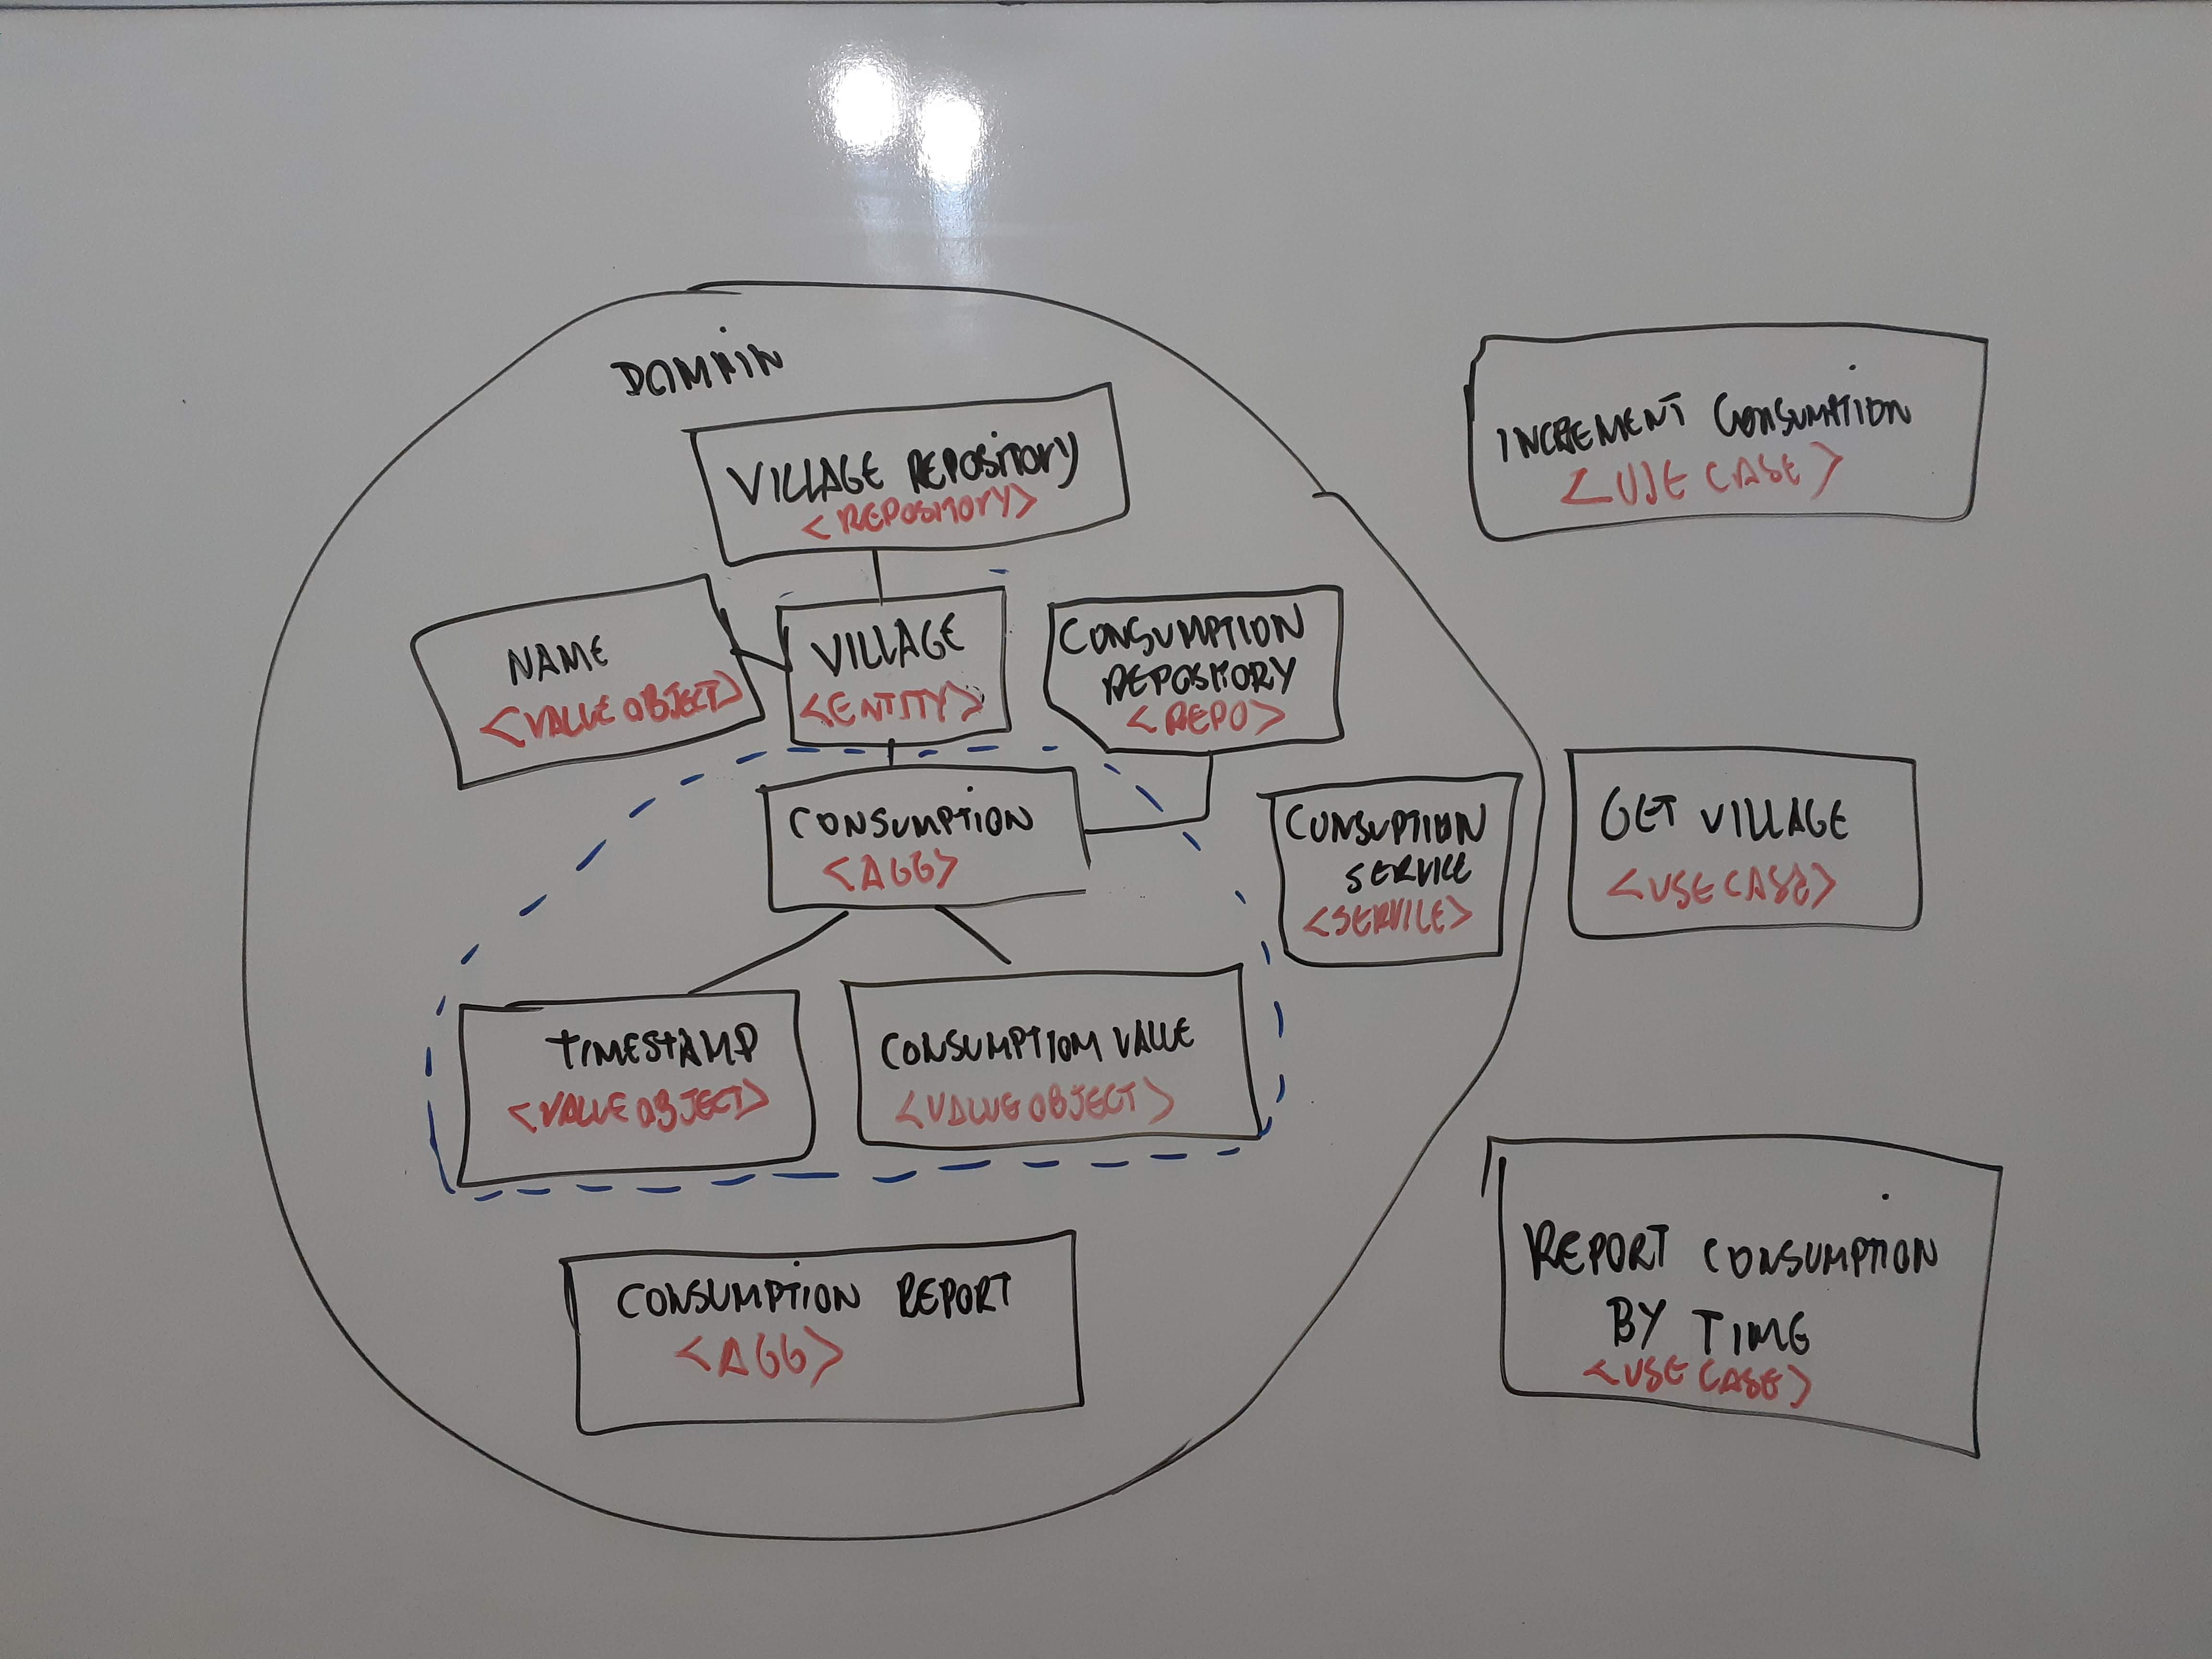 DOMAIN
VILLAGE REPOSITORY
<REPOSITORY>
NAME
<VALUE OBJECT>
VILLAGE
<ENTITY>
CONSUMPTION
REPOSITORY
<REPO>
CONSUMPTION
<AGG>
CONSUPTION
SERVICE
<SERVICE>
TIMESTAMP
<VALUE OBJECT>
CONSUMPTION VALUE
<VALUE OBJECT>
CONSUMPTION REPORT
<AGG>
INCREMENT CONSUMPTION
<USE CASE>
GET VILLAGE
<USE CASE>
REPORT CONSUMPTION
BY TIME
<USE CASE>